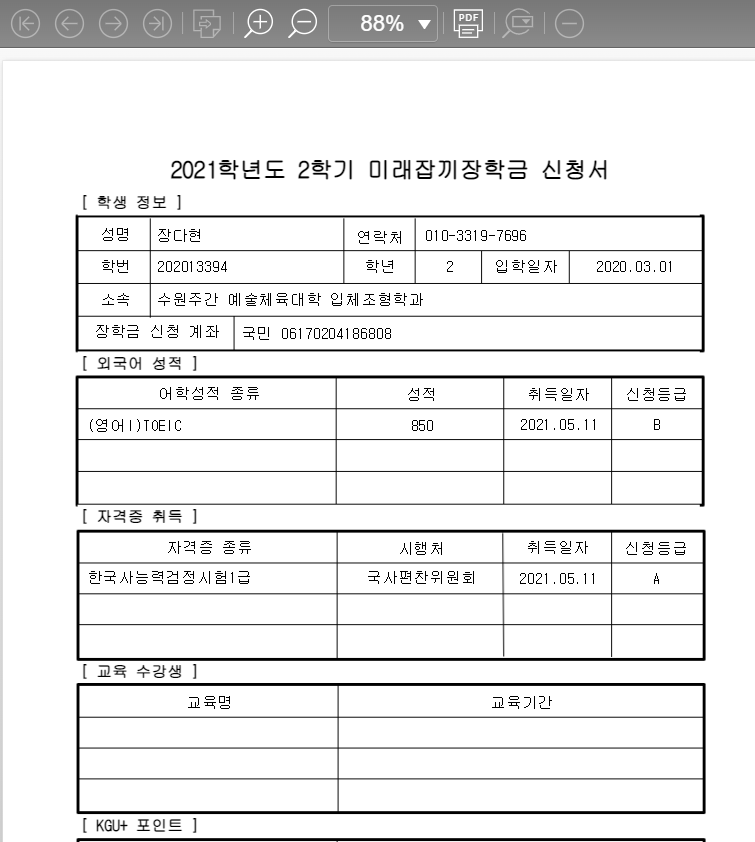 88%
PDF
2021학년도 2학기 미래잡끼장학금 신청서
[ 학생 정보 ]
성명 장다현 연락처 010-3319-7696
학번 202013394 학년 2 입학일자 2020.03.01
소속 수원주간 예술체육대학 입체조형학과
장학금 신청 계좌 국민 06170204186808
[ 외국어 성적 ]
어학성적 종류 성적 취득일자 신청등급
(영어Ⅰ)TOEIC 850 2021.05.11 B
[ 자격증 취득 ]
자격증 종류 시행처 취득일자 신청등급
한국사능력검정시험1급 국사편찬위원회 2021.05.11 A
[ 교육 수강생 ]
교육명 교육기간
[ KGU+ 포인트 ]